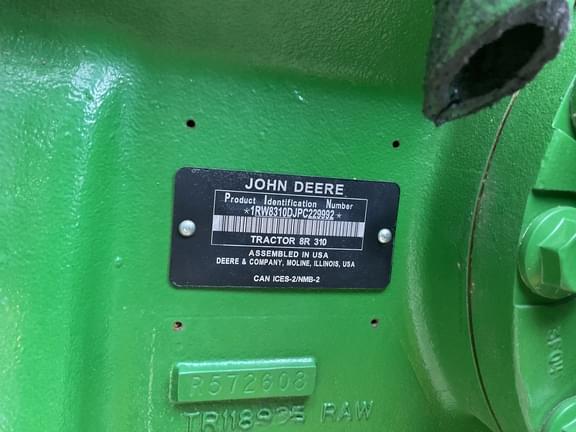 JOHN DEERE
Product Identification Number
*1RW8310DJPC229992*
TRACTOR 8R 310
ASSEMBLED IN USA
DEERE & COMPANY, MOLINE, ILLINOIS, USA
CAN ICES-2/NMB-2
R572608
RAW